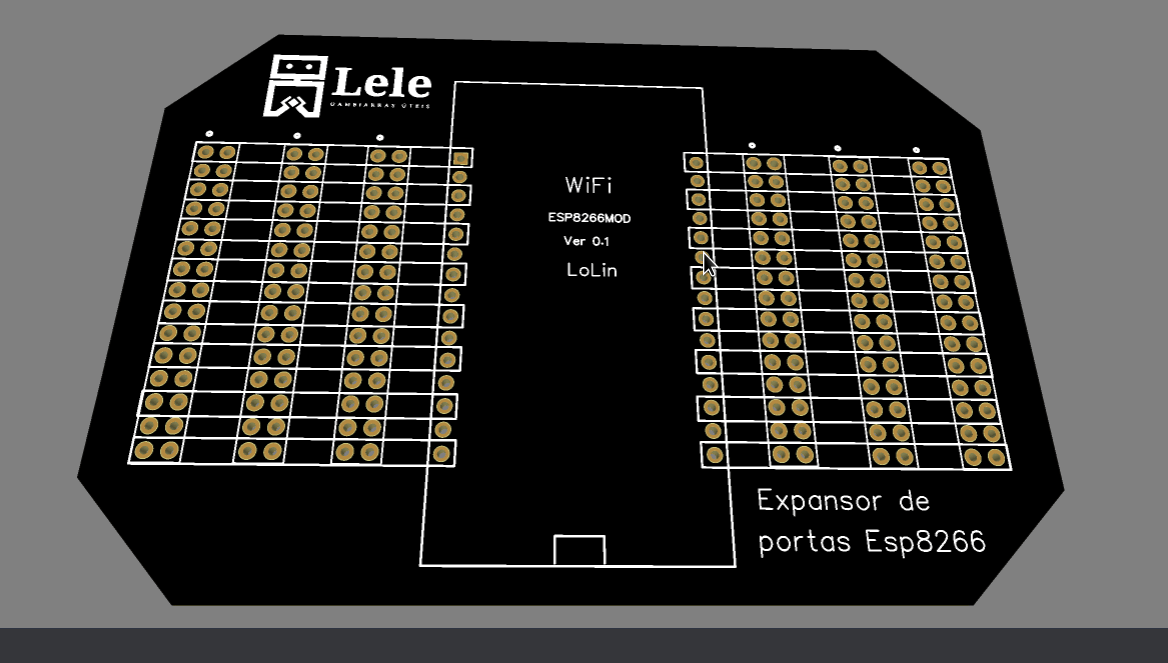 Lele
GAMBIARRAS ÚTEIS
WiFi
ESP8266MOD
Ver 0.1
LoLin
Expansor de
portas Esp8266